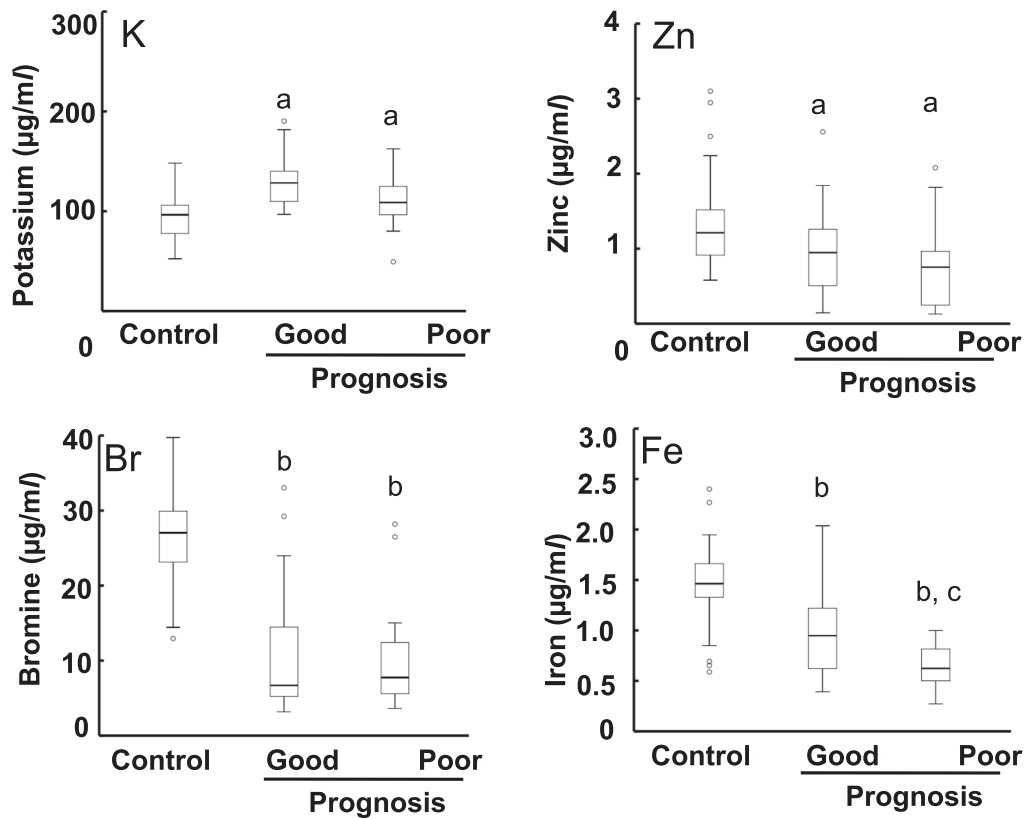 K
Potassium (µg/ml)
300
200
100
0
a
a
Control
Good
Poor
Prognosis
Zn
Zinc (µg/ml)
4
3
2
1
0
a
a
Control
Good
Poor
Prognosis
Br
Bromine (µg/ml)
40
30
20
10
0
b
b
Control
Good
Poor
Prognosis
Fe
Iron (µg/ml)
3.0
2.5
2.0
1.5
1.0
0.5
0
b
b, c
Control
Good
Poor
Prognosis